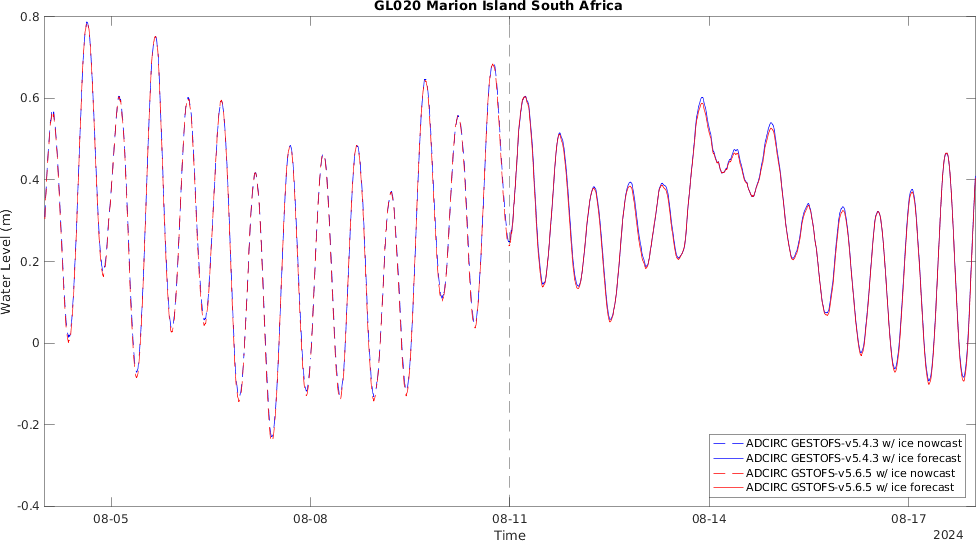 GL020 Marion Island South Africa
0.8
0.6
0.4
0.2
0
-0.2
-0.4
Water Level (m)
08-05
08-08
08-11
08-14
08-17
Time
2024
ADCIRC GESTOFS-v5.4.3 w/ ice nowcast
ADCIRC GESTOFS-v5.4.3 w/ ice forecast
ADCIRC GSTOFS-v5.6.5 w/ ice nowcast
ADCIRC GSTOFS-v5.6.5 w/ ice forecast